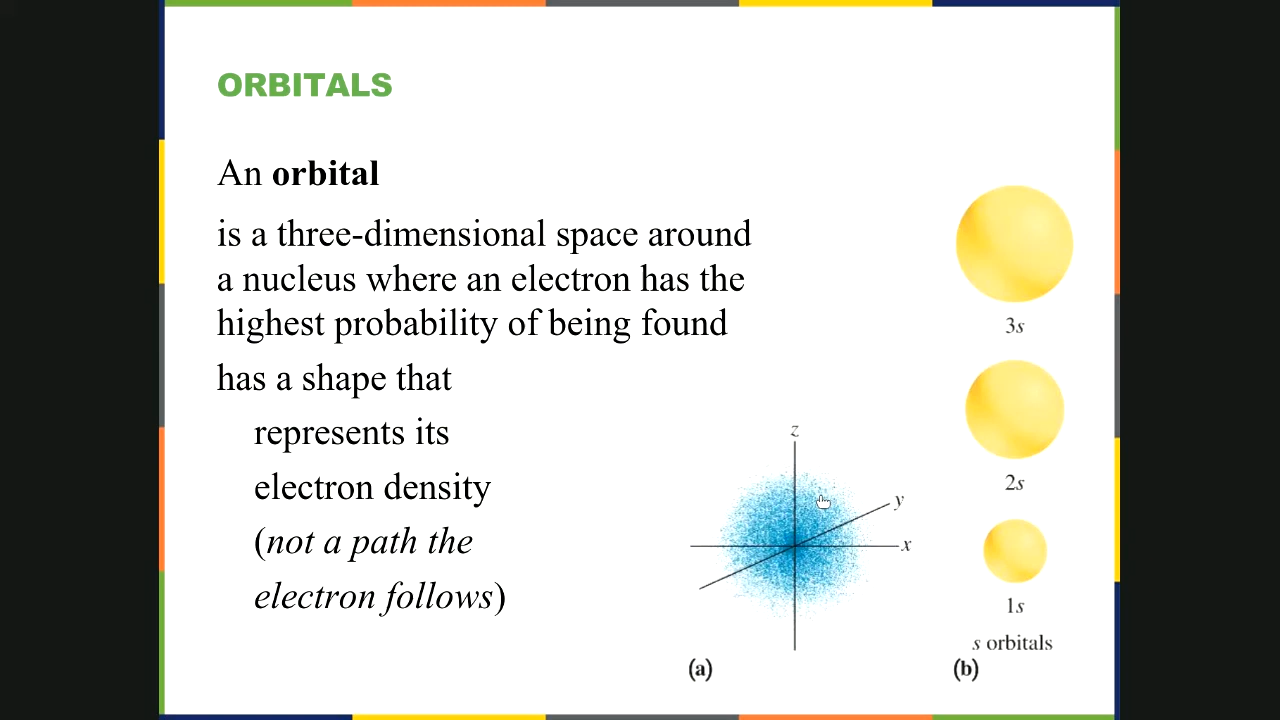 ORBITALS
An orbital
is a three-dimensional space around
a nucleus where an electron has the
highest probability of being found
has a shape that
represents its
electron density
(not a path the
electron follows)
z
y
x
(a)
3s
2s
1s
s orbitals
(b)